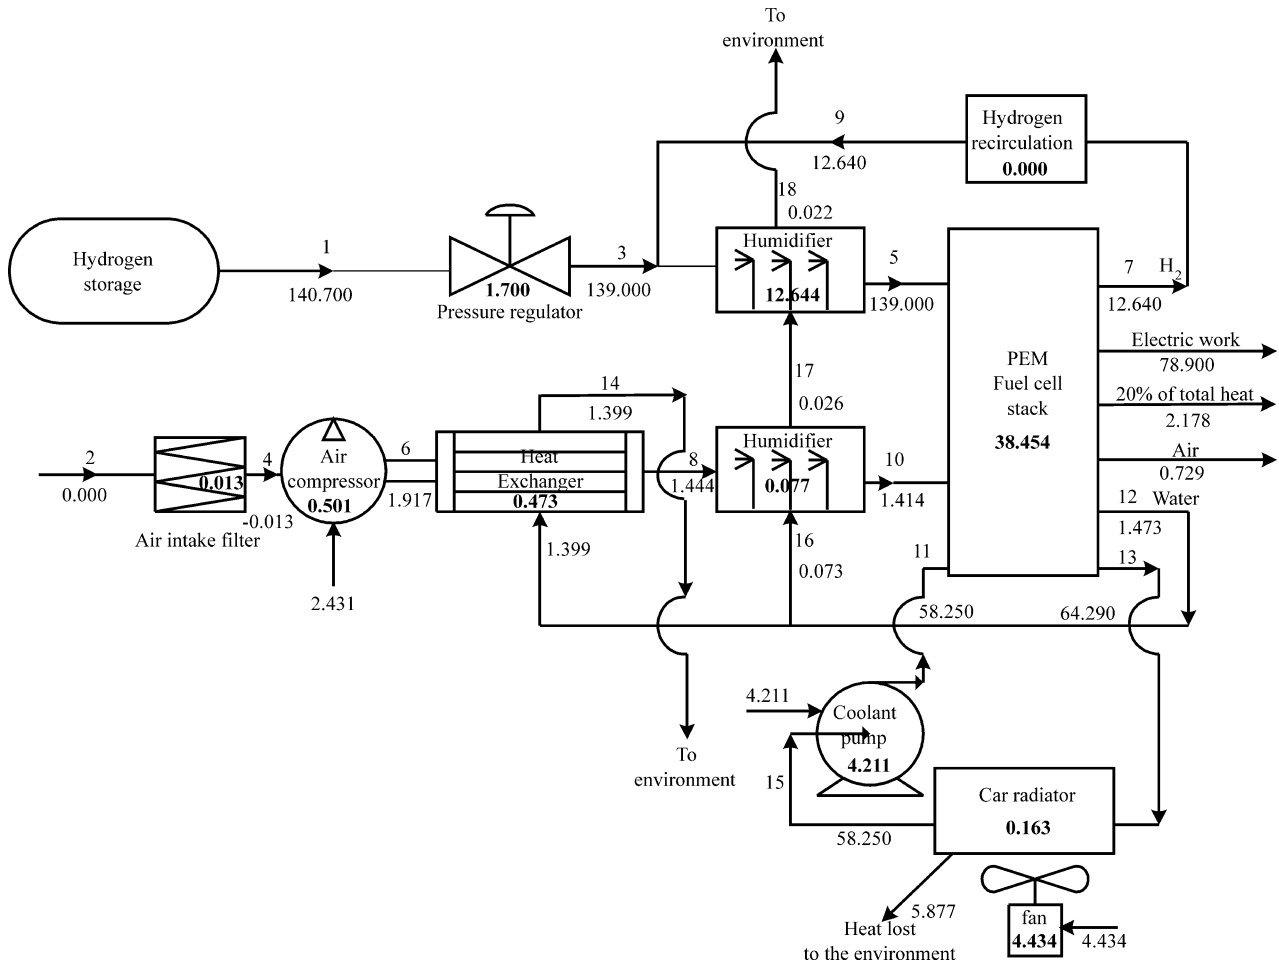 To
environment
9
12.640
Hydrogen
recirculation
0.000
18
0.022
Hydrogen
storage
1
140.700
1.700
Pressure regulator
3
139.000
Humidifier
12.644
5
139.000
7
H2
12.640
PEM
Fuel cell
stack
38.454
Electric work
78.900
20% of total heat
2.178
Air
0.729
12
Water
1.473
13
17
0.026
14
1.399
2
0.000
0.013
Air intake filter
4
-0.013
Air
compressor
0.501
2.431
6
1.917
Heat
Exchanger
0.473
1.399
8
1.444
Humidifier
0.077
10
1.414
16
0.073
11
58.250
64.290
To
environment
4.211
Coolant
pump
4.211
15
58.250
Car radiator
0.163
5.877
Heat lost
to the environment
fan
4.434
4.434